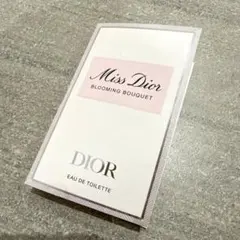 Miss Dior
BLOOMING BOUQUET
DIOR
EAU DE TOILETTE